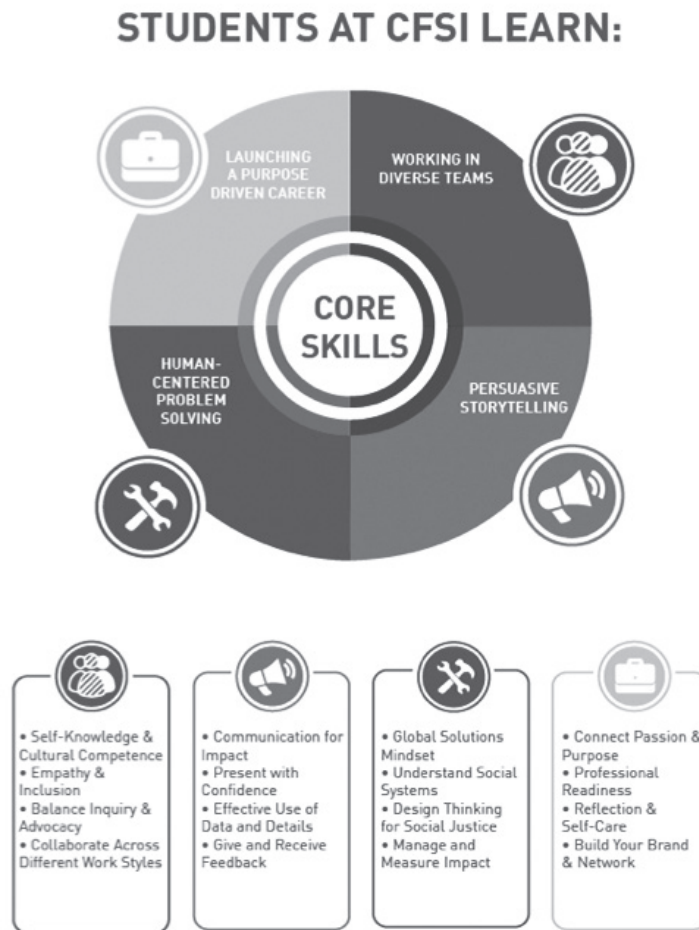 STUDENTS AT CFSI LEARN:
LAUNCHING
A PURPOSE
DRIVEN CAREER
WORKING IN
DIVERSE TEAMS
CORE
SKILLS
HUMAN-
CENTERED
PROBLEM
SOLVING
PERSUASIVE
STORYTELLING
• Self-Knowledge &
Cultural Competence
• Empathy &
Inclusion
• Balance Inquiry &
Advocacy
• Collaborate Across
Different Work Styles
• Communication for
Impact
• Present with
Confidence
• Effective Use of
Data and Details
• Give and Receive
Feedback
• Global Solutions
Mindset
• Understand Social
Systems
• Design Thinking
for Social Justice
• Manage and
Measure Impact
• Connect Passion &
Purpose
• Professional
Readiness
• Reflection &
Self-Care
• Build Your Brand
& Network